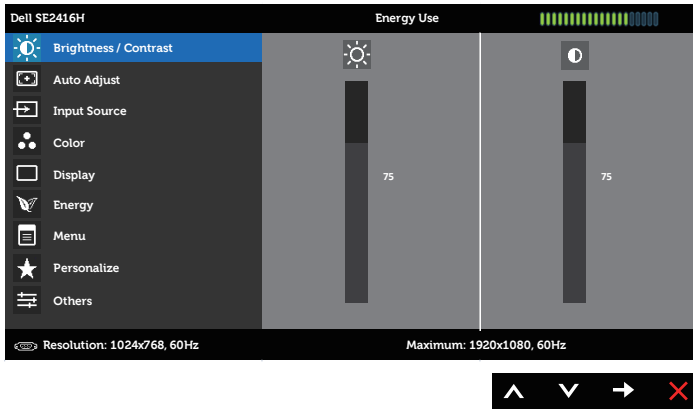 Dell SE2416H
Energy Use
Brightness / Contrast
Auto Adjust
Input Source
Color
Display
Energy
Menu
Personalize
Others
75
75
Resolution: 1024x768, 60Hz
Maximum: 1920x1080, 60Hz